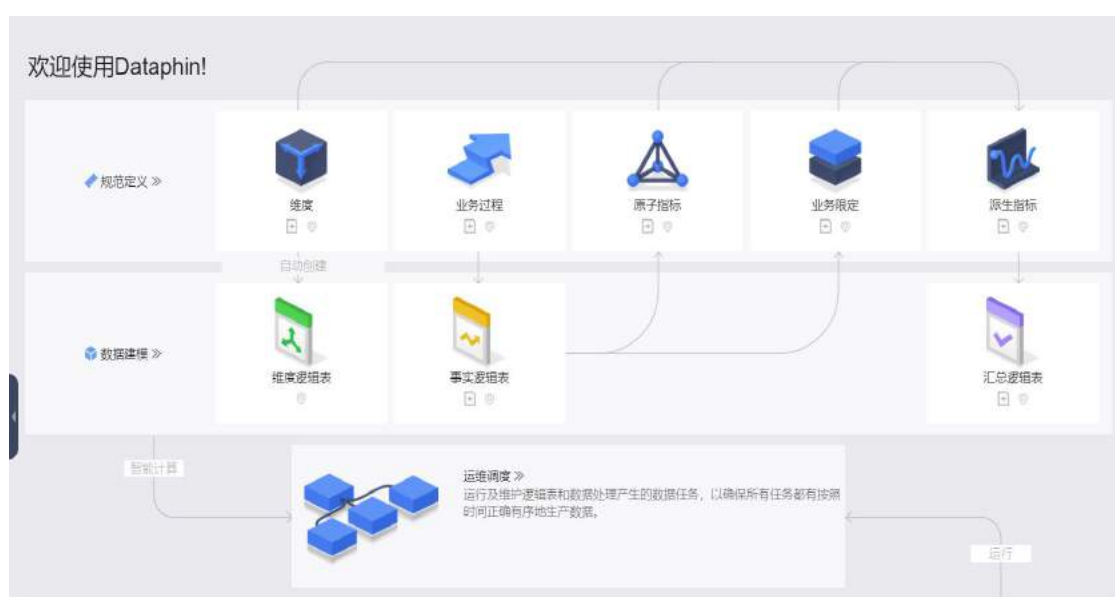 欢迎使用Dataphin!
规范定义 »
维度
业务过程
原子指标
业务限定
派生指标
自动创建
数据建模 »
维度逻辑表
事实逻辑表
汇总逻辑表
智能计算
运维调度 »
运行及维护逻辑表和数据处理产生的数据任务，以确保所有任务都有按照
时间正确有序地生产数据。
运行